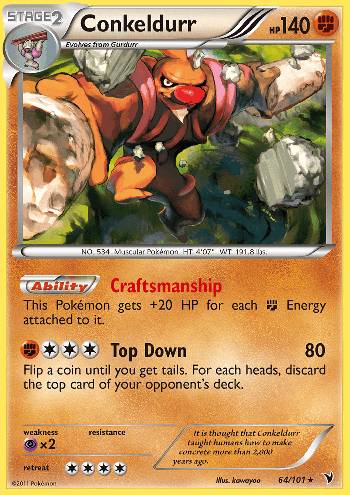 STAGE2 Conkeldurr HP140
Evolves from Gurdurr
NO. 534 Muscular Pokémon HT: 4'07" WT: 191.8 lbs.
Ability Craftsmanship
This Pokémon gets +20 HP for each Energy
attached to it.
Top Down 80
Flip a coin until you get tails. For each heads, discard
the top card of your opponent's deck.
weakness resistance
×2
retreat
It is thought that Conkeldurr
taught humans how to make
concrete more than 2,000
years ago.
©2011 Pokémon
Illus. kawayoo 64/101★